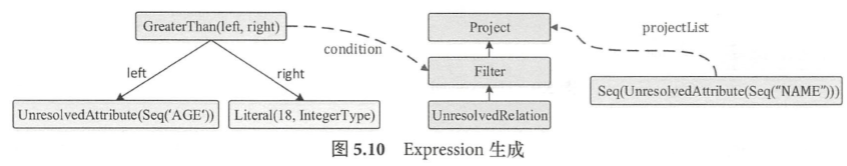 GreaterThan(left, right)
Project
projectList
condition
left
right
Filter
UnresolvedAttribute(Seq('AGE'))
Literal(18, IntegerType)
UnresolvedRelation
Seq(UnresolvedAttribute(Seq("NAME")))
图 5.10 Expression 生成